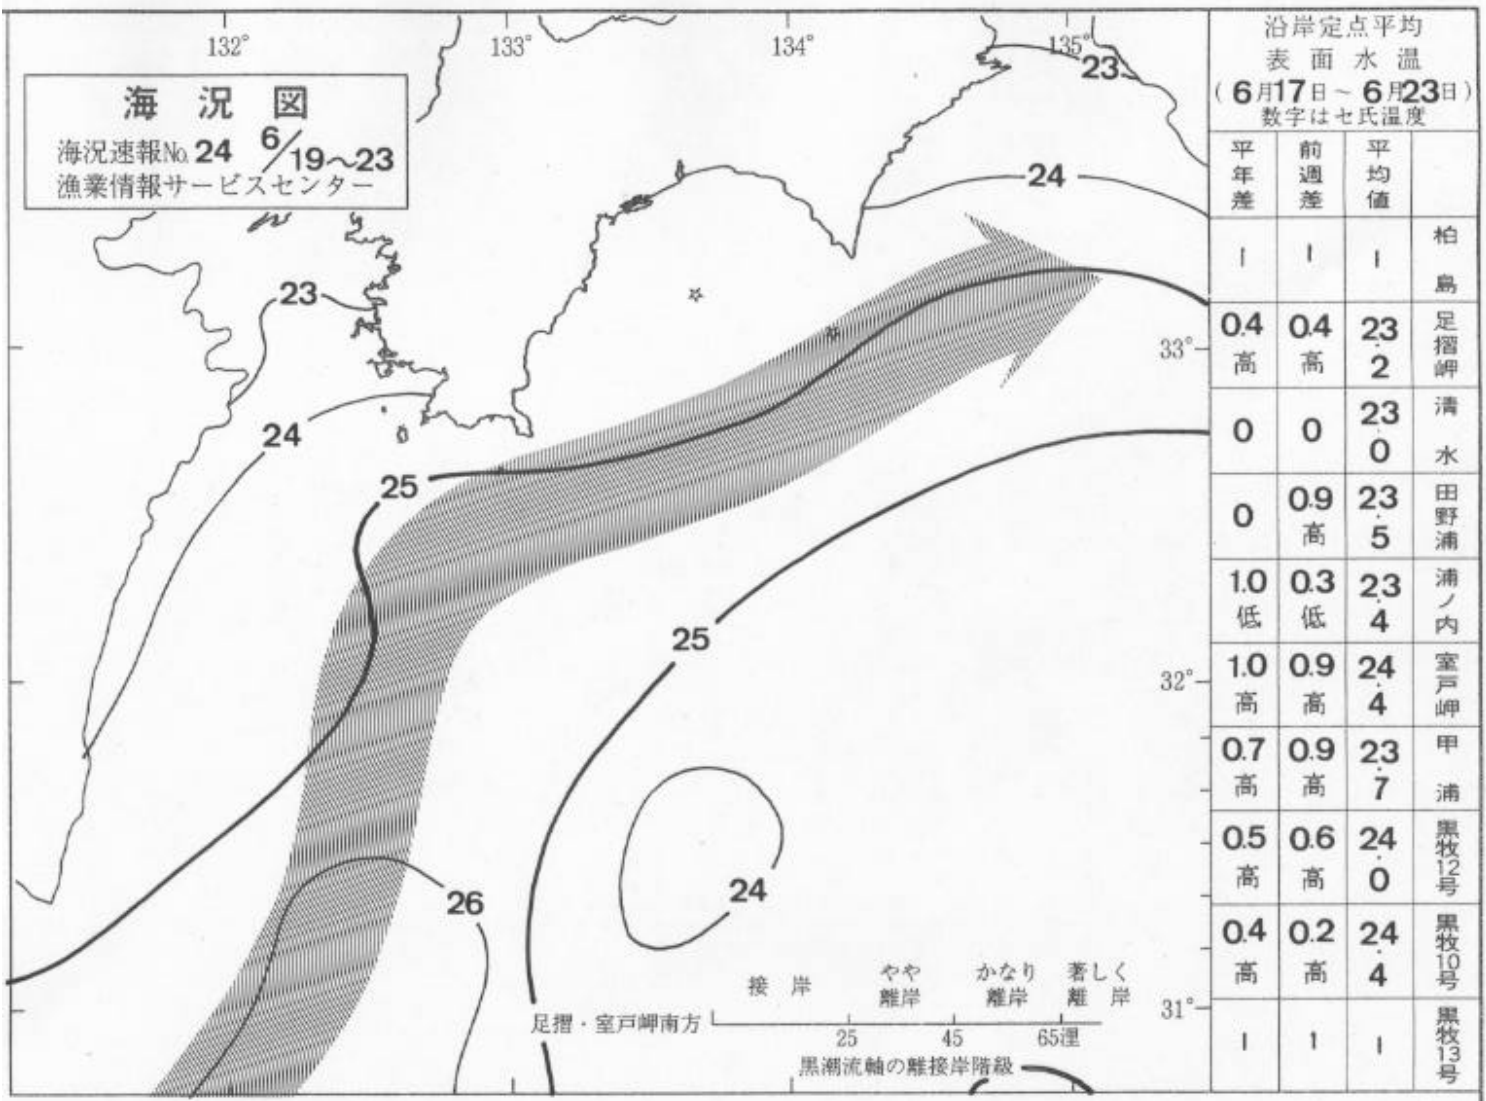 132°
133°
134°
135°
海 況 図
海況速報No.24 6/19~23
漁業情報サービスセンター
23
24
23
24
25
33°
25
32°
24
26
31°
接 岸
やや
離岸
かなり
離岸
著しく
離 岸
足摺・室戸岬南方
25
45
65浬
黒潮流軸の離接岸階級
沿岸定点平均
表 面 水 温
(6月17日~6月23日)
数字はセ氏温度
平年差 前週差 平均値
- - - 柏島
0.4高 0.4高 23.2 足摺岬
0 0 23.0 清水
0 0.9高 23.5 田野浦
1.0低 0.3低 23.4 浦ノ内
1.0高 0.9高 24.4 室戸岬
0.7高 0.9高 23.7 甲浦
0.5高 0.6高 24.0 黒牧12号
0.4高 0.2高 24.4 黒牧10号
- - - 黒牧13号